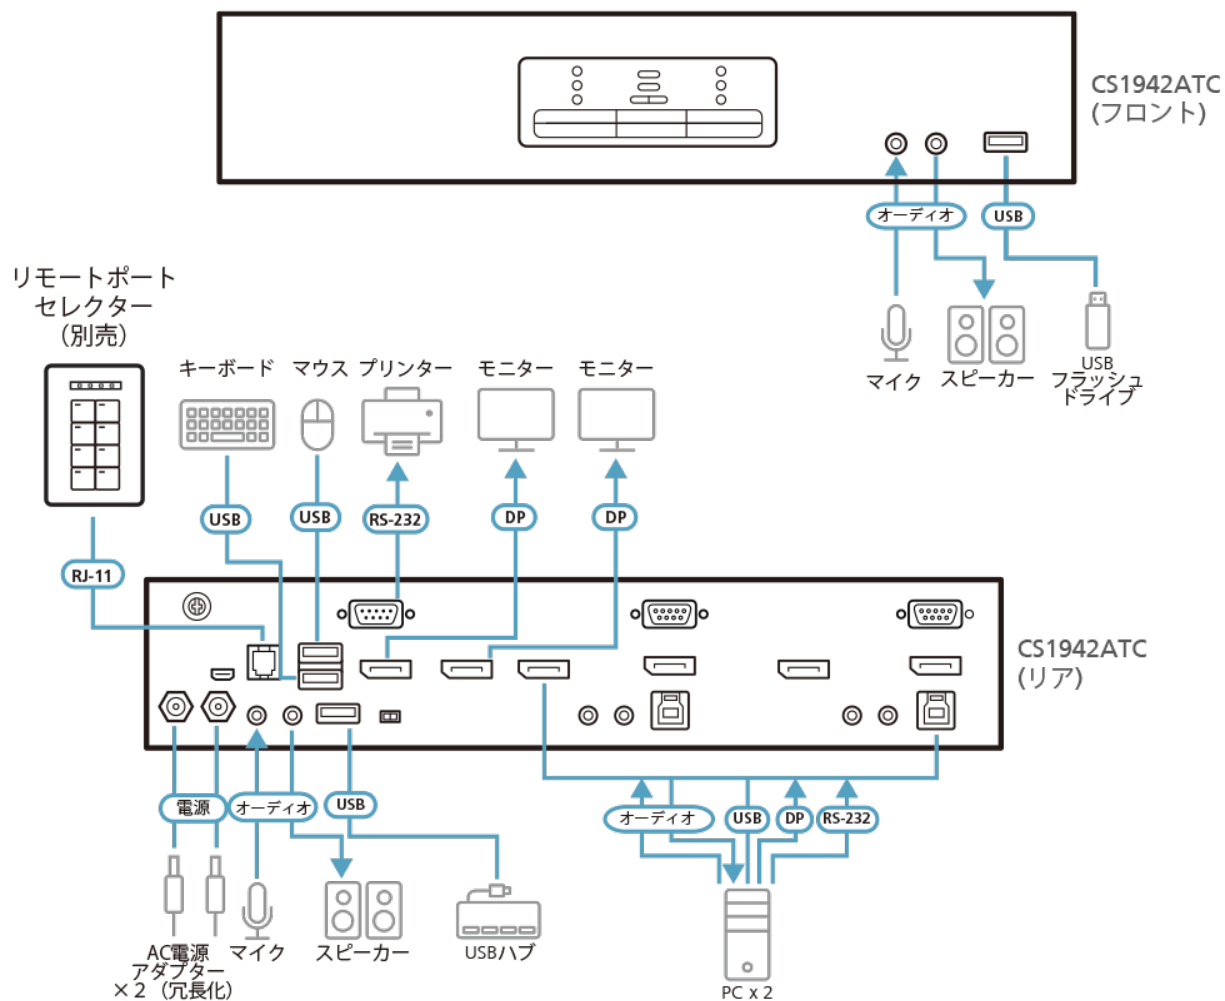 CS1942ATC
(フロント)
オーディオ
USB
マイク
スピーカー
USB
フラッシュ
ドライブ
リモートポート
セレクター
(別売)
キーボード
マウス
プリンター
モニター
モニター
USB
USB
RS-232
DP
DP
RJ-11
CS1942ATC
(リア)
電源
オーディオ
USB
オーディオ
USB
DP
RS-232
AC電源
アダプター
×2(冗長化)
マイク
スピーカー
USBハブ
PC x 2